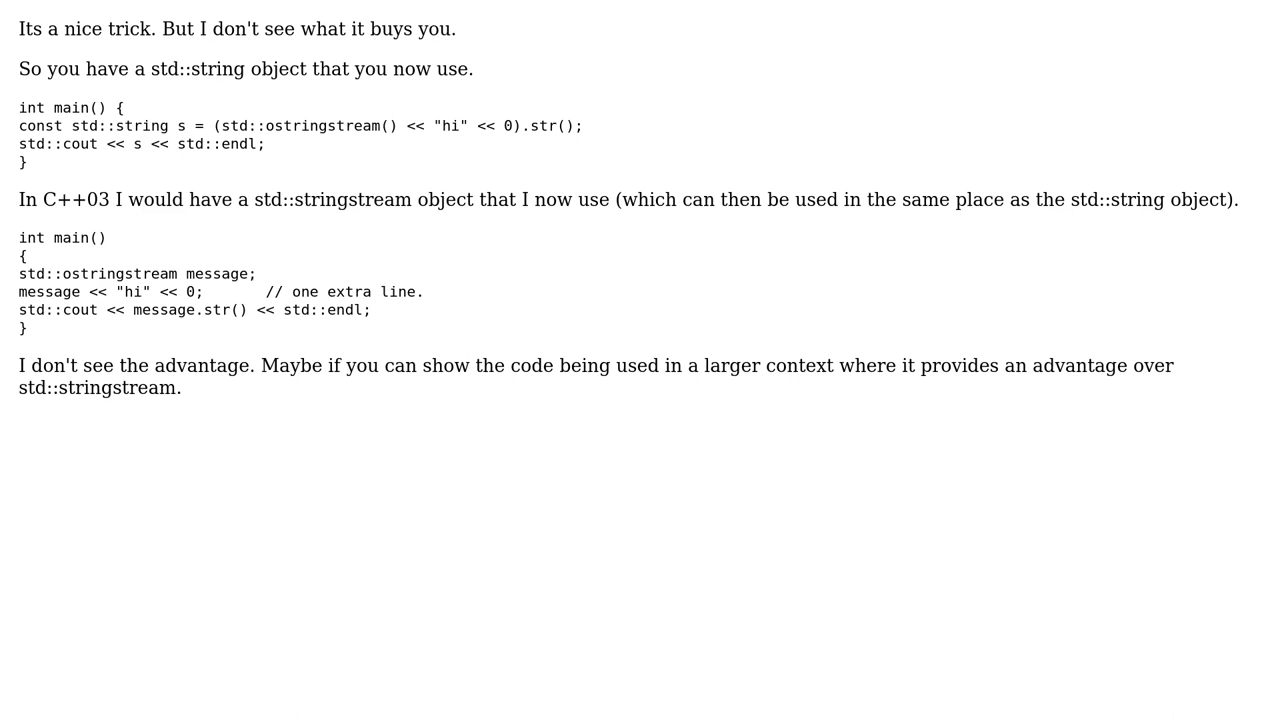 Its a nice trick. But I don't see what it buys you.
So you have a std::string object that you now use.
int main() {
const std::string s = (std::ostringstream() << "hi" << 0).str();
std::cout << s << std::endl;
}
In C++03 I would have a std::stringstream object that I now use (which can then be used in the same place as the std::string object).
int main()
{
std::ostringstream message;
message << "hi" << 0;       // one extra line.
std::cout << message.str() << std::endl;
}
I don't see the advantage. Maybe if you can show the code being used in a larger context where it provides an advantage over
std::stringstream.